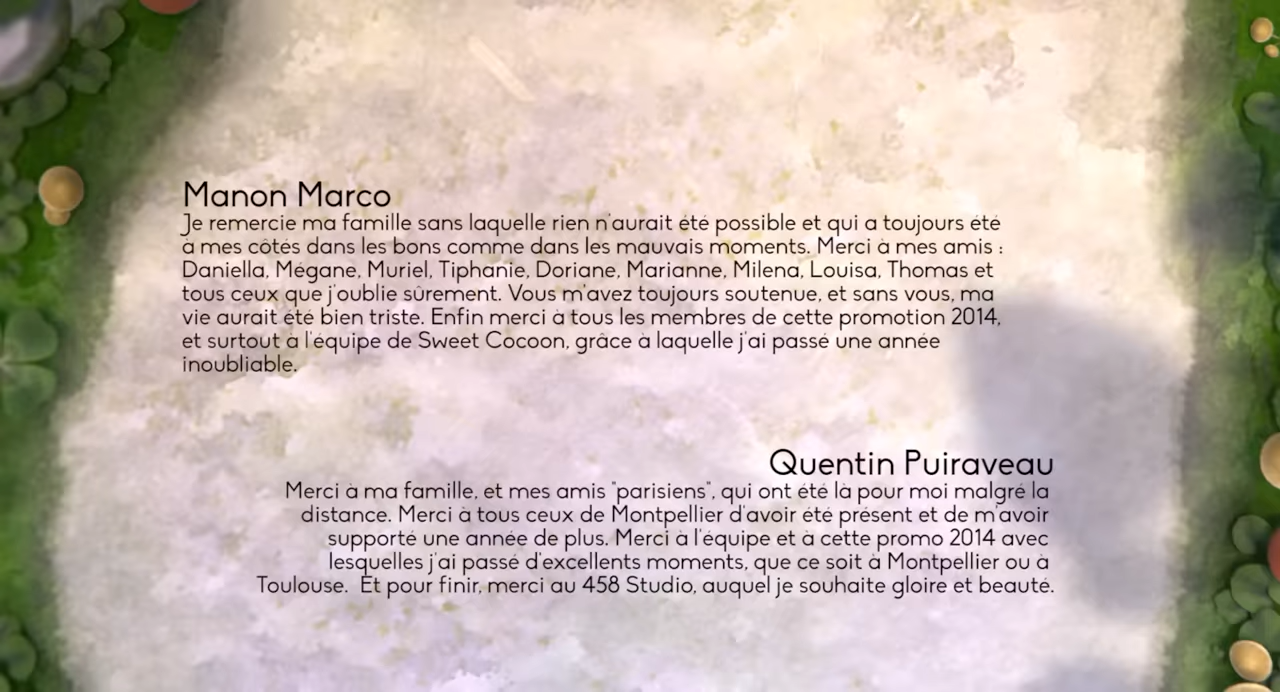 Manon Marco
Je remercie ma famille sans laquelle rien n'aurait été possible et qui a toujours été
à mes côtés dans les bons comme dans les mauvais moments. Merci à mes amis :
Daniella, Mégane, Muriel, Tiphanie, Doriane, Marianne, Milena, Louisa, Thomas et
tous ceux que j'oublie sûrement. Vous m'avez toujours soutenue, et sans vous, ma
vie aurait été bien triste. Enfin merci à tous les membres de cette promotion 2014,
et surtout à l'équipe de Sweet Cocoon, grâce à laquelle j'ai passé une année
inoubliable.
Quentin Puiraveau
Merci à ma famille, et mes amis "parisiens", qui ont été là pour moi malgré la
distance. Merci à tous ceux de Montpellier d'avoir été présent et de m'avoir
supporté une année de plus. Merci à l'équipe et à cette promo 2014 avec
lesquelles j'ai passé d'excellents moments, que ce soit à Montpellier ou à
Toulouse.  Et pour finir, merci au 458 Studio, auquel je souhaite gloire et beauté.